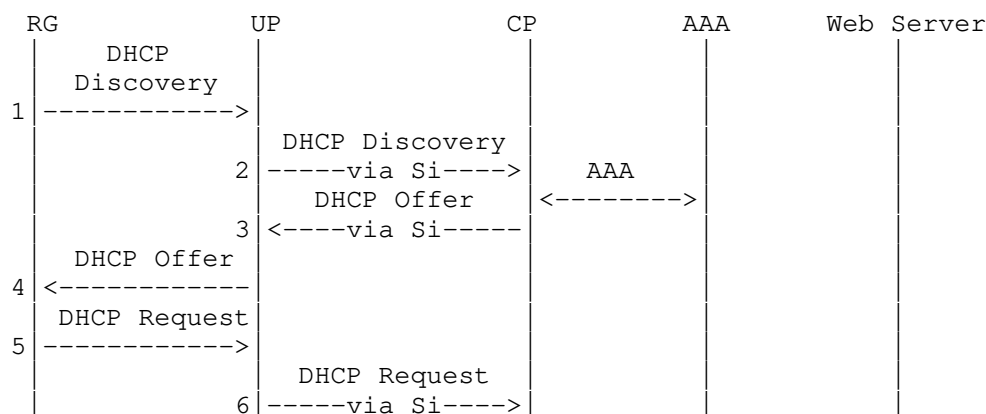 RG UP CP AAA Web Server
DHCP
Discovery
1
DHCP Discovery
2 via Si AAA
DHCP Offer
3 via Si
DHCP Offer
4
DHCP Request
5
DHCP Request
6 via Si